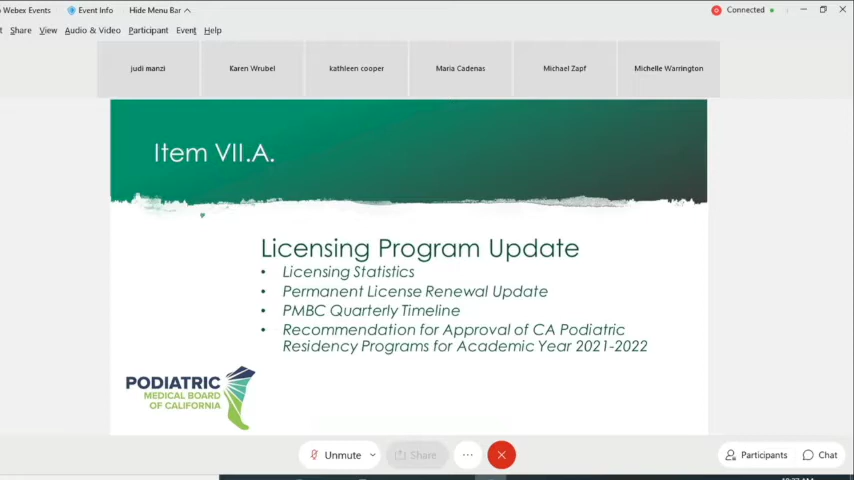 Webex Events Event Info Hide Menu Bar Connected
Share View Audio & Video Participant Event Help
judi manzi Karen Wrubel kathleen cooper Maria Cadenas Michael Zapf Michelle Warrington
Item VII.A.
Licensing Program Update
• Licensing Statistics
• Permanent License Renewal Update
• PMBC Quarterly Timeline
• Recommendation for Approval of CA Podiatric
Residency Programs for Academic Year 2021-2022
PODIATRIC
MEDICAL BOARD
OF CALIFORNIA
Unmute Share Participants Chat